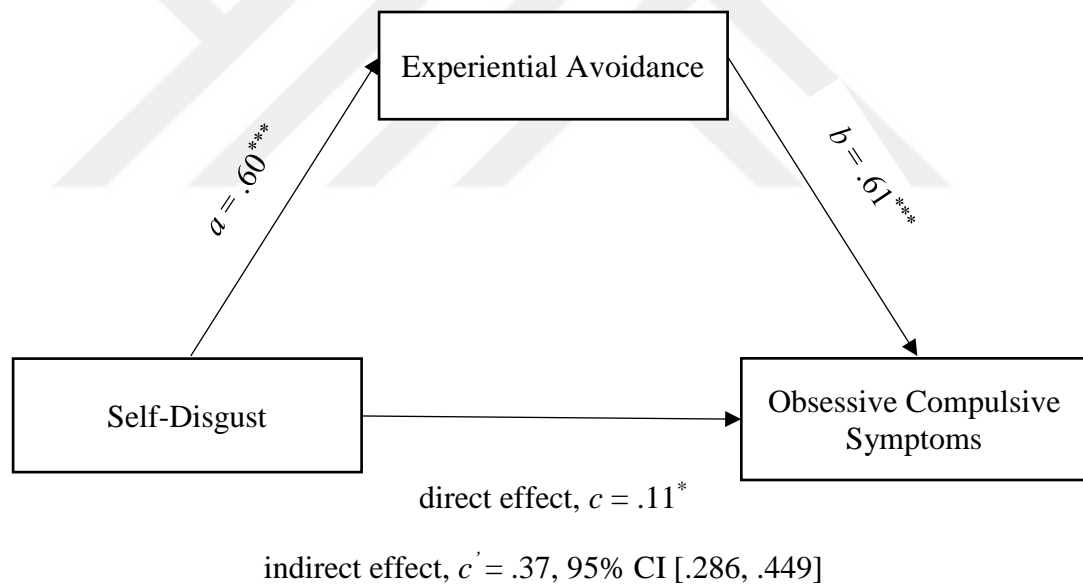 Experiential Avoidance
a = .60***
b = .61***
Self-Disgust
Obsessive Compulsive
Symptoms
direct effect, c = .11*
indirect effect, c’ = .37, 95% CI [.286, .449]